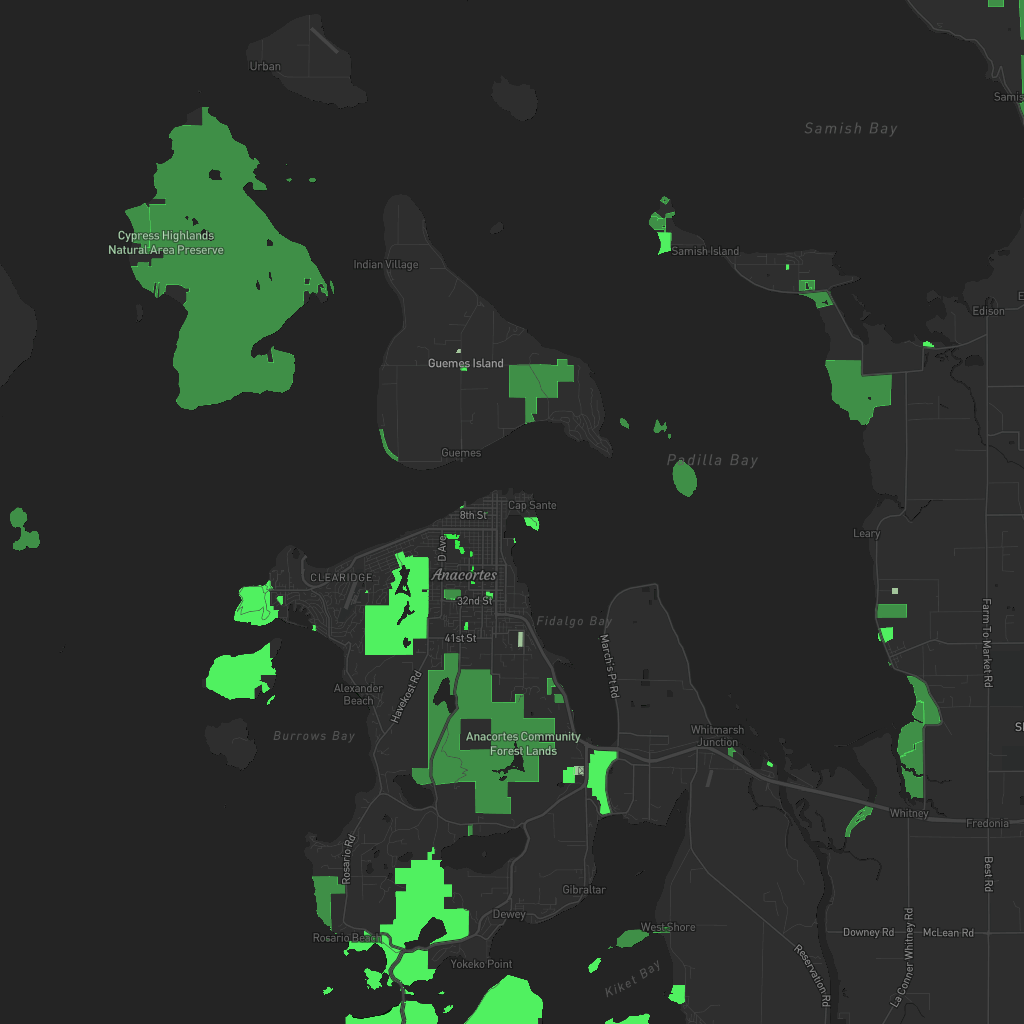 Urban
Samis
Samish Bay
Cypress Highlands
Natural Area Preserve
Samish Island
Indian Village
Edison
E
Guemes Island
Guemes
Padilla Bay
Cap Sante
8th St
Leary
D Ave
CLEARIDGE
Anacortes
32nd St
Fidalgo Bay
41st St
March's Pt Rd
Farm To Market Rd
Havekost Rd
Alexander
Beach
Burrows Bay
Anacortes Community
Forest Lands
Whitmarsh
Junction
Sl
Whitney
Fredonia
Rosario Rd
Best Rd
Gibraltar
Dewey
West Shore
Rosario Beach
Downey Rd
McLean Rd
La Conner Whitney Rd
Yokeko Point
Kiket Bay
Reservation Rd